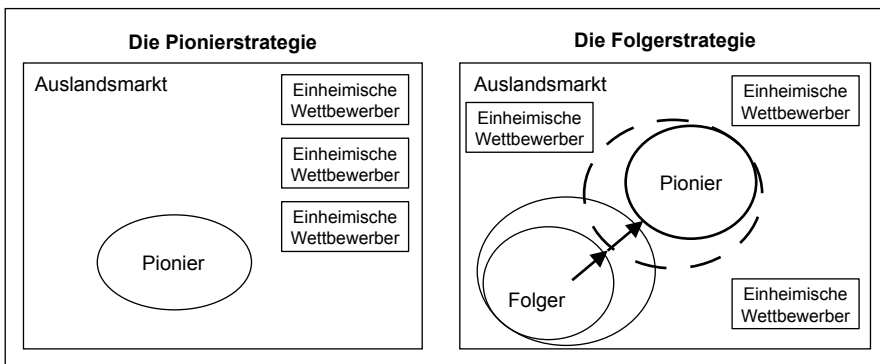 Die Pionierstrategie
Auslandsmarkt
Einheimische
Wettbewerber
Einheimische
Wettbewerber
Einheimische
Wettbewerber
Pionier
Die Folgerstrategie
Auslandsmarkt
Einheimische
Wettbewerber
Einheimische
Wettbewerber
Pionier
Folger
Einheimische
Wettbewerber